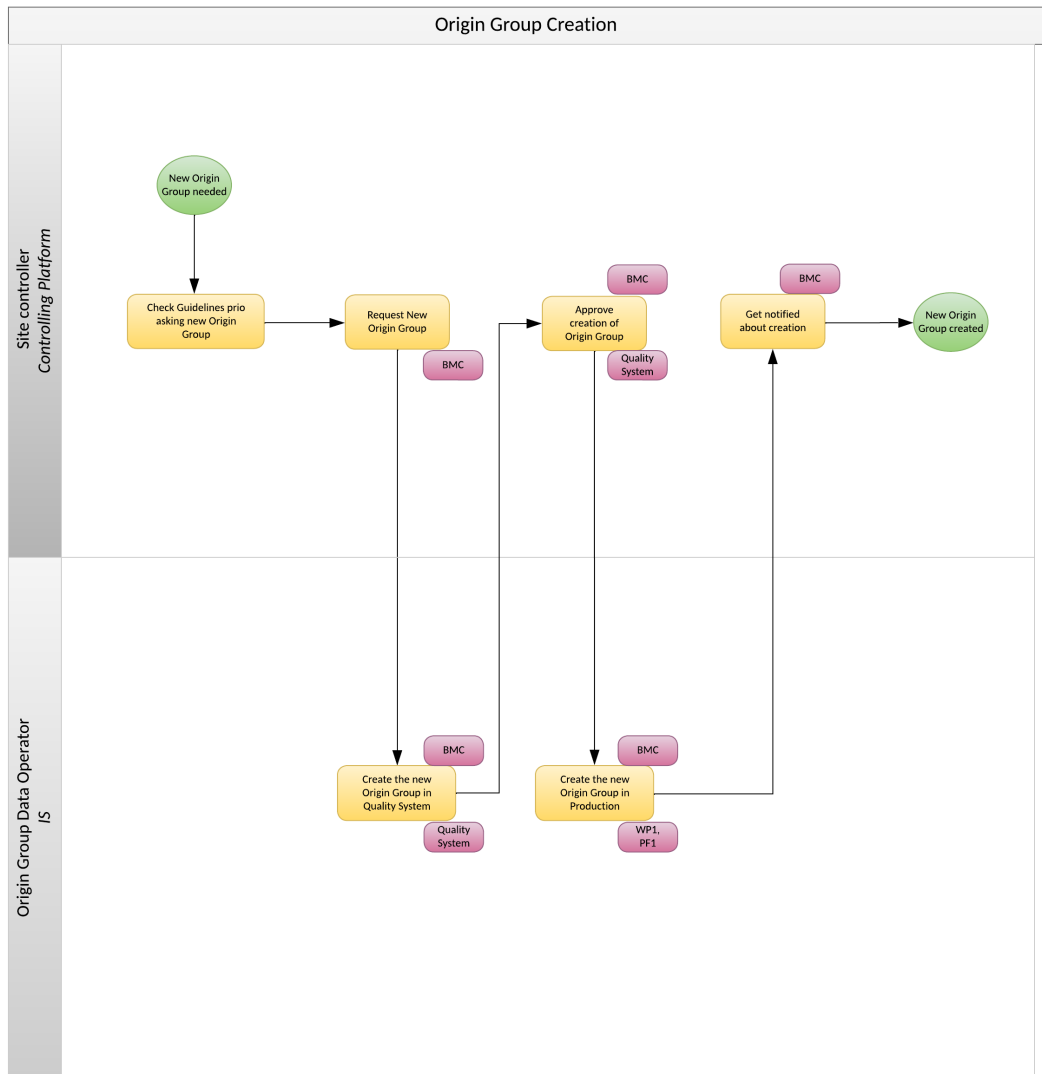 Origin Group Creation
Site controller
Controlling Platform
New Origin
Group needed
Check Guidelines prio
asking new Origin
Group
Request New
Origin Group
BMC
BMC
Approve
creation of
Origin Group
Quality
System
BMC
Get notified
about creation
New Origin
Group created
Origin Group Data Operator
IS
BMC
Create the new
Origin Group in
Quality System
Quality
System
BMC
Create the new
Origin Group in
Production
WP1,
PF1